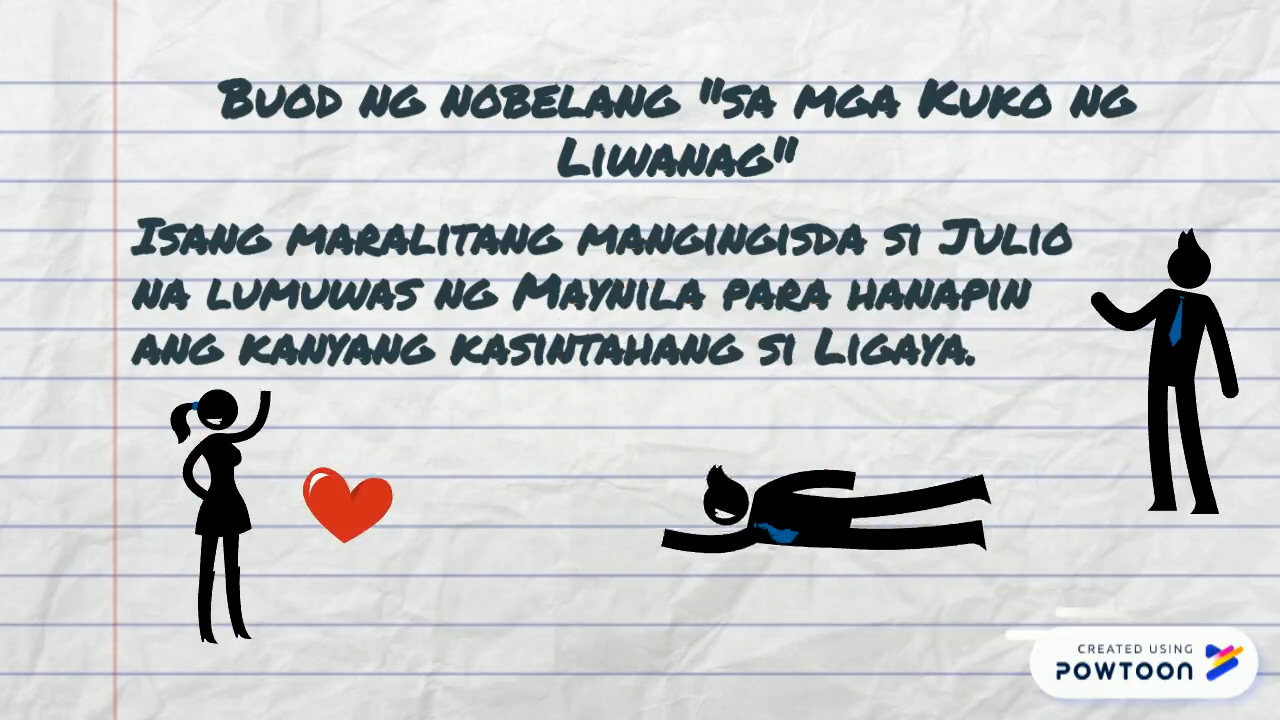 Buod ng nobelang "sa mga Kuko ng
Liwanag"
Isang maralitang mangingisda si Julio
na lumuwas ng Maynila para hanapin
ang kanyang kasintahang si Ligaya.
CREATED USING
POWTOON